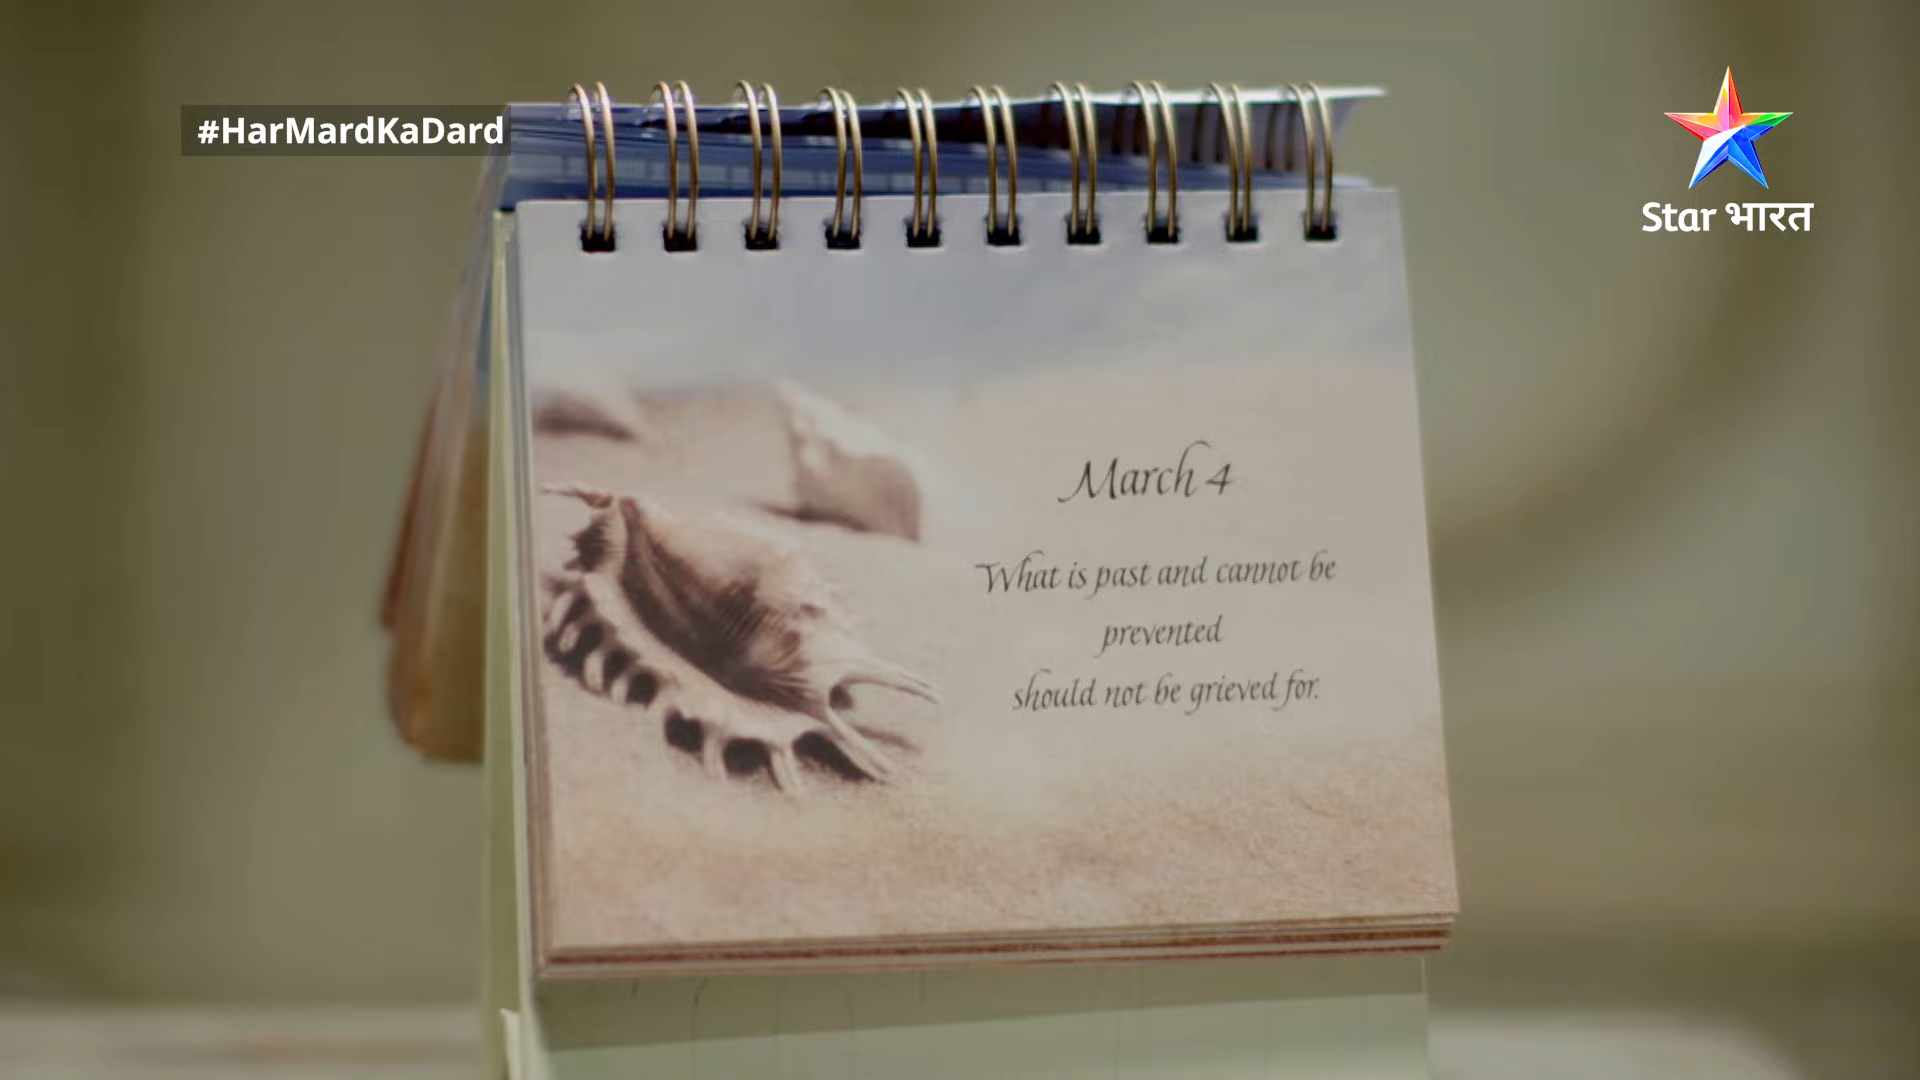 #HarMardKaDard
Star भारत
March 4
What is past and cannot be
prevented
should not be grieved for.